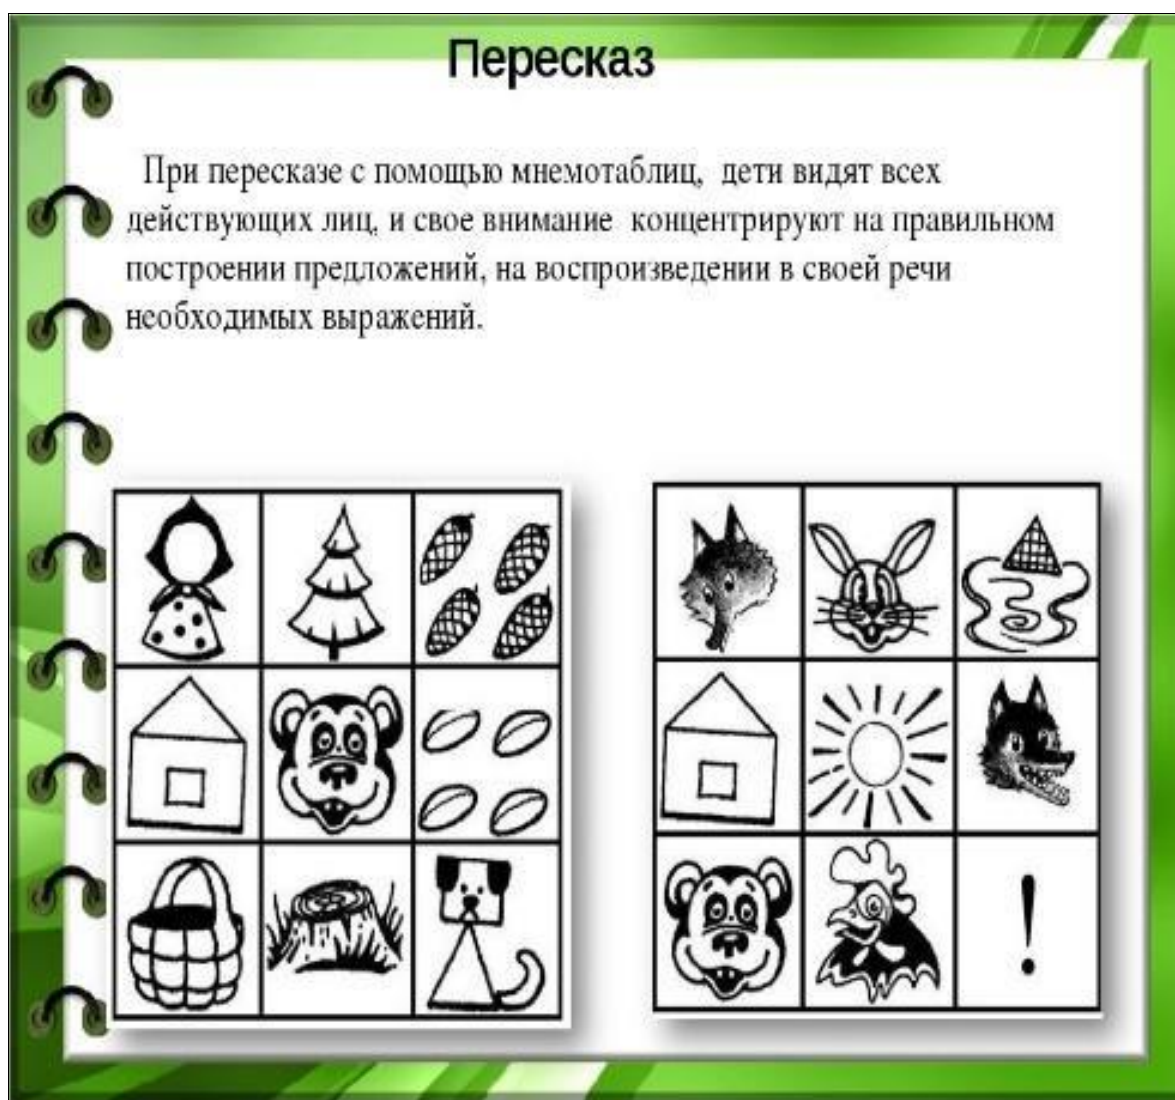 Пересказ
При пересказе с помощью мнемотаблиц, дети видят всех
действующих лиц, и свое внимание концентрируют на правильном
построении предложений, на воспроизведении в своей речи
необходимых выражений.
!